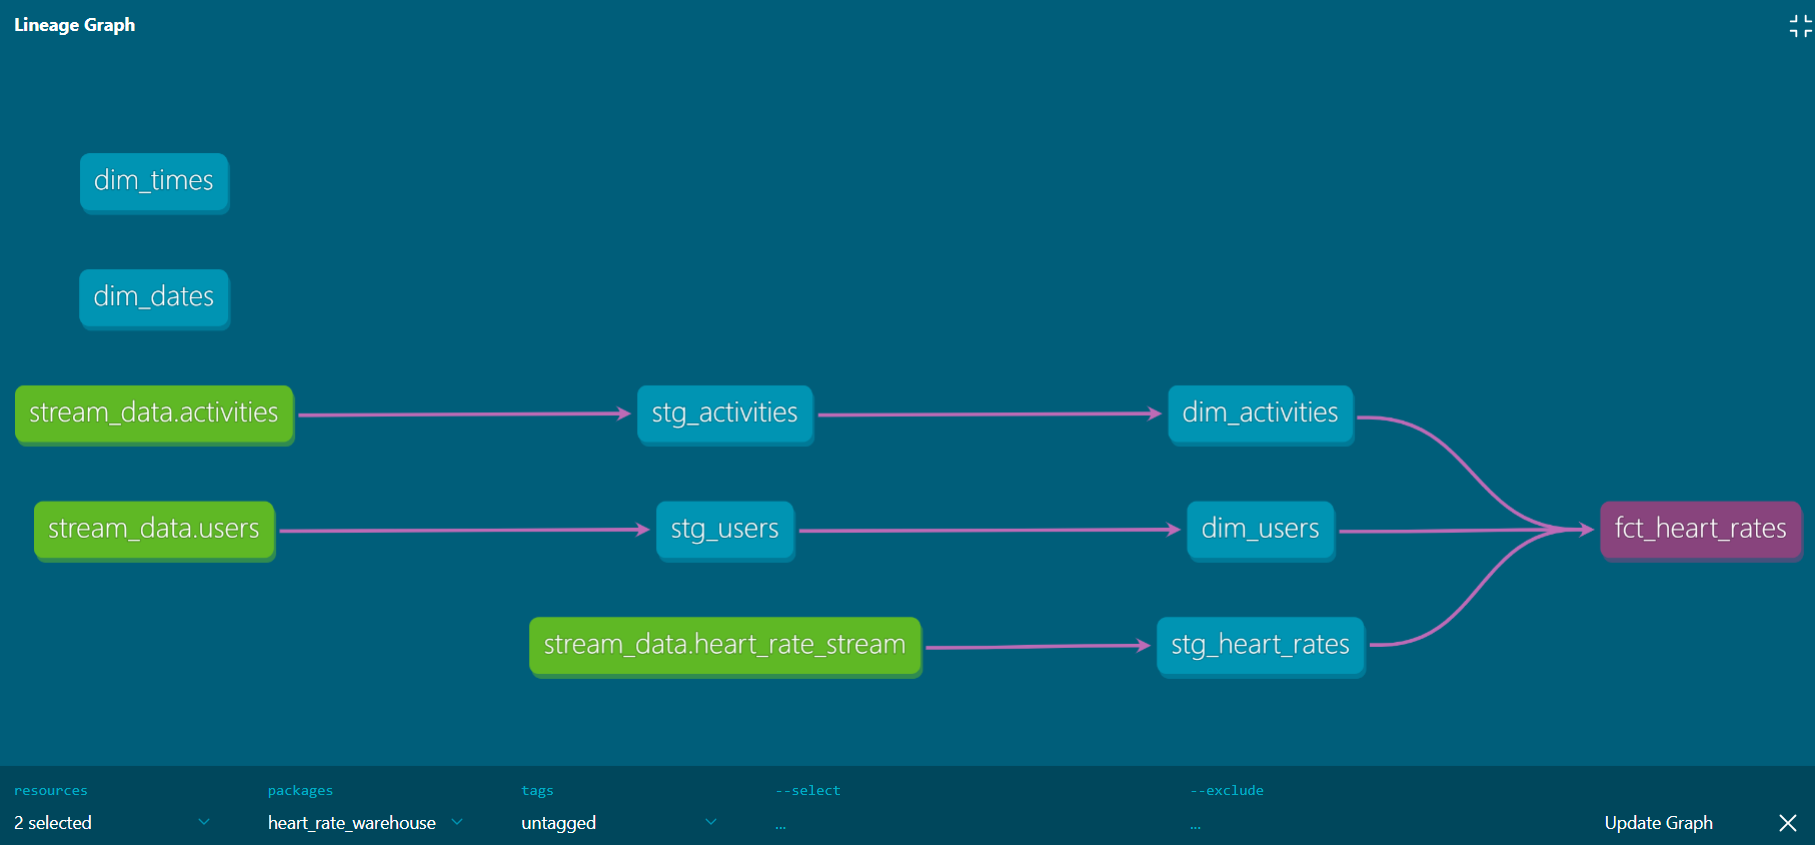 Lineage Graph
dim_times
dim_dates
stream_data.activities
stg_activities
dim_activities
stream_data.users
stg_users
dim_users
fct_heart_rates
stream_data.heart_rate_stream
stg_heart_rates
resources
packages
tags
--select
--exclude
2 selected
heart_rate_warehouse
untagged
...
...
Update Graph